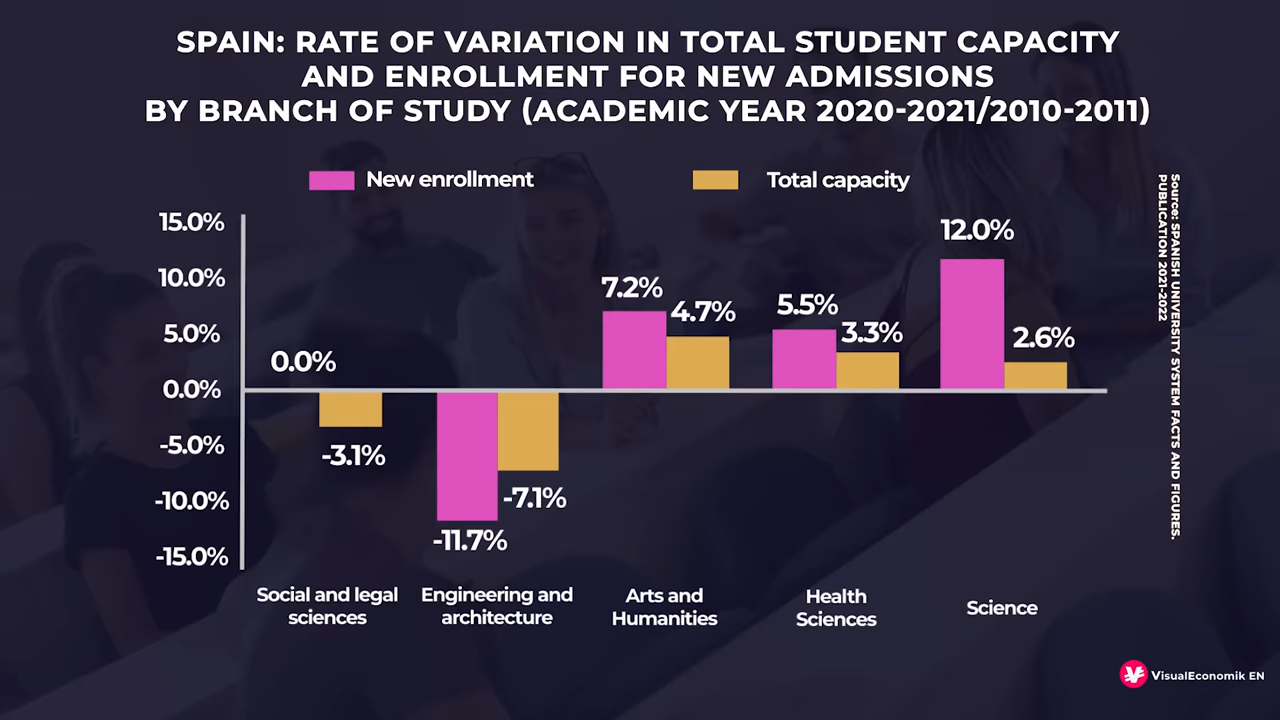 SPAIN: RATE OF VARIATION IN TOTAL STUDENT CAPACITY
AND ENROLLMENT FOR NEW ADMISSIONS
BY BRANCH OF STUDY (ACADEMIC YEAR 2020-2021/2010-2011)
New enrollment
Total capacity
15.0%
10.0%
5.0%
0.0%
-5.0%
-10.0%
-15.0%
0.0%
-3.1%
-11.7%
-7.1%
7.2%
4.7%
5.5%
3.3%
12.0%
2.6%
Social and legal
sciences
Engineering and
architecture
Arts and
Humanities
Health
Sciences
Science
Source: SPANISH UNIVERSITY SYSTEM FACTS AND FIGURES.
PUBLICATION 2021-2022
VisualEconomik EN